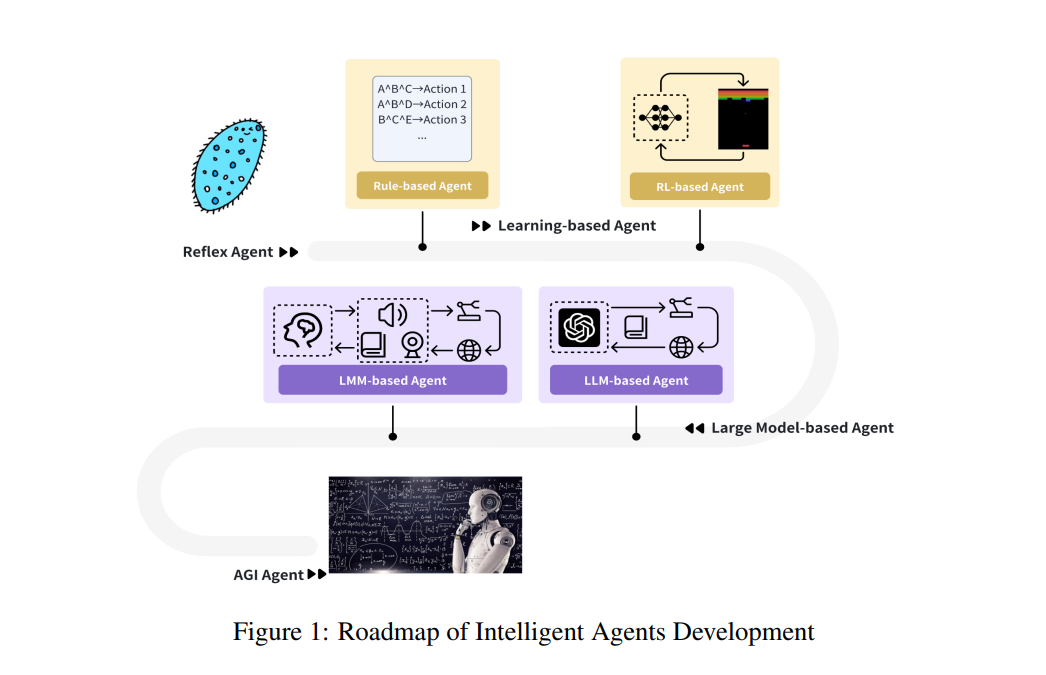 A^B^C→Action 1
A^B^D→Action 2
B^C^E→Action 3
...
Rule-based Agent
RL-based Agent
Learning-based Agent
Reflex Agent
LMM-based Agent
LLM-based Agent
Large Model-based Agent
AGI Agent
Figure 1: Roadmap of Intelligent Agents Development